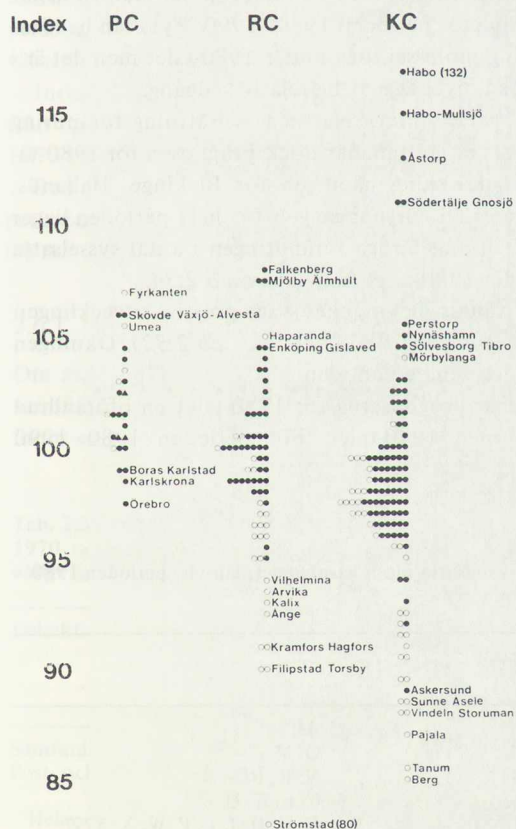 Index PC RC KC
Habo (132)
115 Habo-Mullsjö
Åstorp
110 Södertälje Gnosjö
Falkenberg
Mjölby Älmhult
Fyrkanten
Skövde Växjö-Alvesta Perstorp
Umea Nynäshamn
105 Haparanda
Enköping Gislaved Sölvesborg Tibro
Mörbylanga
100
Boras Karlstad
Karlskrona
Örebro
95
Vilhelmina
Arvika
Kalix
Ange
90 Kramfors Hagfors
Filipstad Torsby
Askersund
Sunne Asele
Vindeln Storuman
Pajala
85 Tanum
Berg
Strömstad (80)